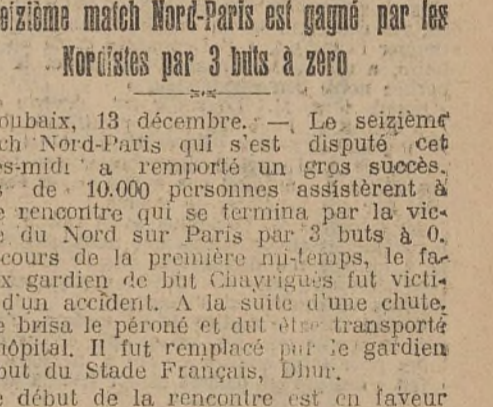 eizième match Nord-Paris est gagné par les
Nordistes par 3 buts à zéro
oubaix, 13 décembre. — Le seizième
ch Nord-Paris qui s'est disputé cet
ès-midi a remporté un gros succès.
s de 10.000 personnes assistèrent à
e rencontre qui se termina par la vic-
e du Nord sur Paris par 3 buts à 0.
cours de la première mi-temps, le fa-
x gardien de but Chayriguès fut victi-
d'un accident. A la suite d'une chute,
e brisa le péroné et dut être transporté
hôpital. Il fut remplacé par le gardien
out du Stade Français, Dhur.
e début de la rencontre est en faveur